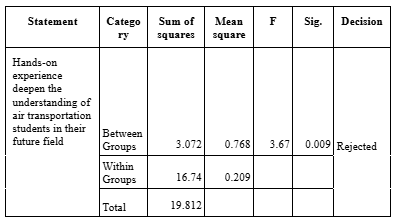 Statement Catego Sum of Mean F Sig. Decision
ry squares square
Hands-on
experience
deepen the
understanding of
air transportation
students in their
future field
Between
Groups 3.072 0.768 3.67 0.009 Rejected
Within
Groups 16.74 0.209
Total 19.812